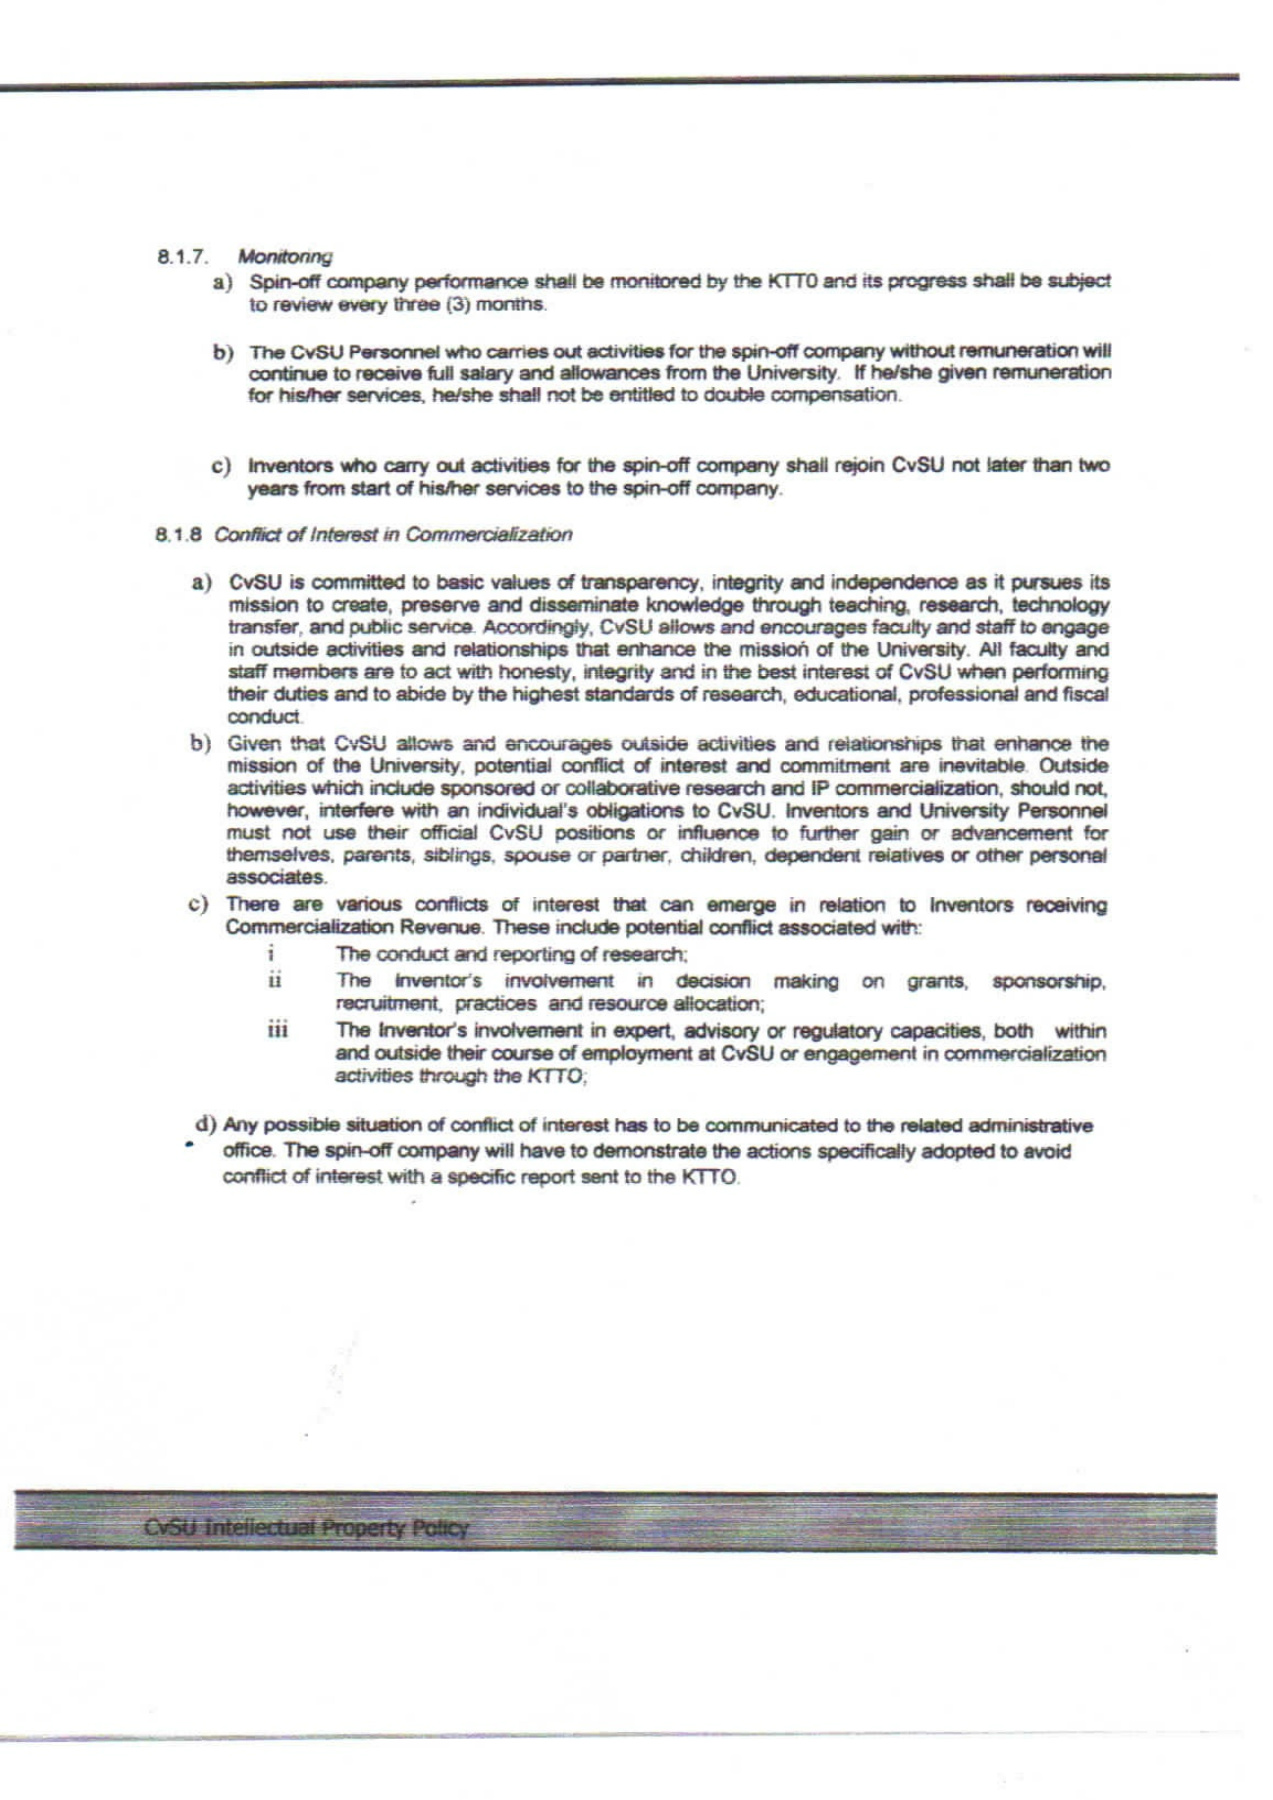 8.1.7. Monitoring
a) Spin-off company performance shall be monitored by the KTTO and its progress shall be subject
to review every three (3) months.
b) The CvSU Personnel who carries out activities for the spin-off company without remuneration will
continue to receive full salary and allowances from the University. If he/she given remuneration
for his/her services, he/she shall not be entitled to double compensation.
c) Inventors who carry out activities for the spin-off company shall rejoin CvSU not later than two
years from start of his/her services to the spin-off company.
8.1.8 Conflict of Interest in Commercialization
a) CvSU is committed to basic values of transparency, integrity and independence as it pursues its
mission to create, preserve and disseminate knowledge through teaching, research, technology
transfer, and public service. Accordingly, CvSU allows and encourages faculty and staff to engage
in outside activities and relationships that enhance the mission of the University. All faculty and
staff members are to act with honesty, integrity and in the best interest of CvSU when performing
their duties and to abide by the highest standards of research, educational, professional and fiscal
conduct.
b) Given that CvSU allows and encourages outside activities and relationships that enhance the
mission of the University, potential conflict of interest and commitment are inevitable. Outside
activities which include sponsored or collaborative research and IP commercialization, should not,
however, interfere with an individual's obligations to CvSU. Inventors and University Personnel
must not use their official CvSU positions or influence to further gain or advancement for
themselves, parents, siblings, spouse or partner, children, dependent relatives or other personal
associates.
c) There are various conflicts of interest that can emerge in relation to Inventors receiving
Commercialization Revenue. These include potential conflict associated with:
i The conduct and reporting of research;
ii The Inventor's involvement in decision making on grants, sponsorship,
recruitment, practices and resource allocation;
iii The Inventor's involvement in expert, advisory or regulatory capacities, both within
and outside their course of employment at CvSU or engagement in commercialization
activities through the KTTO;
d) Any possible situation of conflict of interest has to be communicated to the related administrative
office. The spin-off company will have to demonstrate the actions specifically adopted to avoid
conflict of interest with a specific report sent to the KTTO.
CvSU Intellectual Property Policy